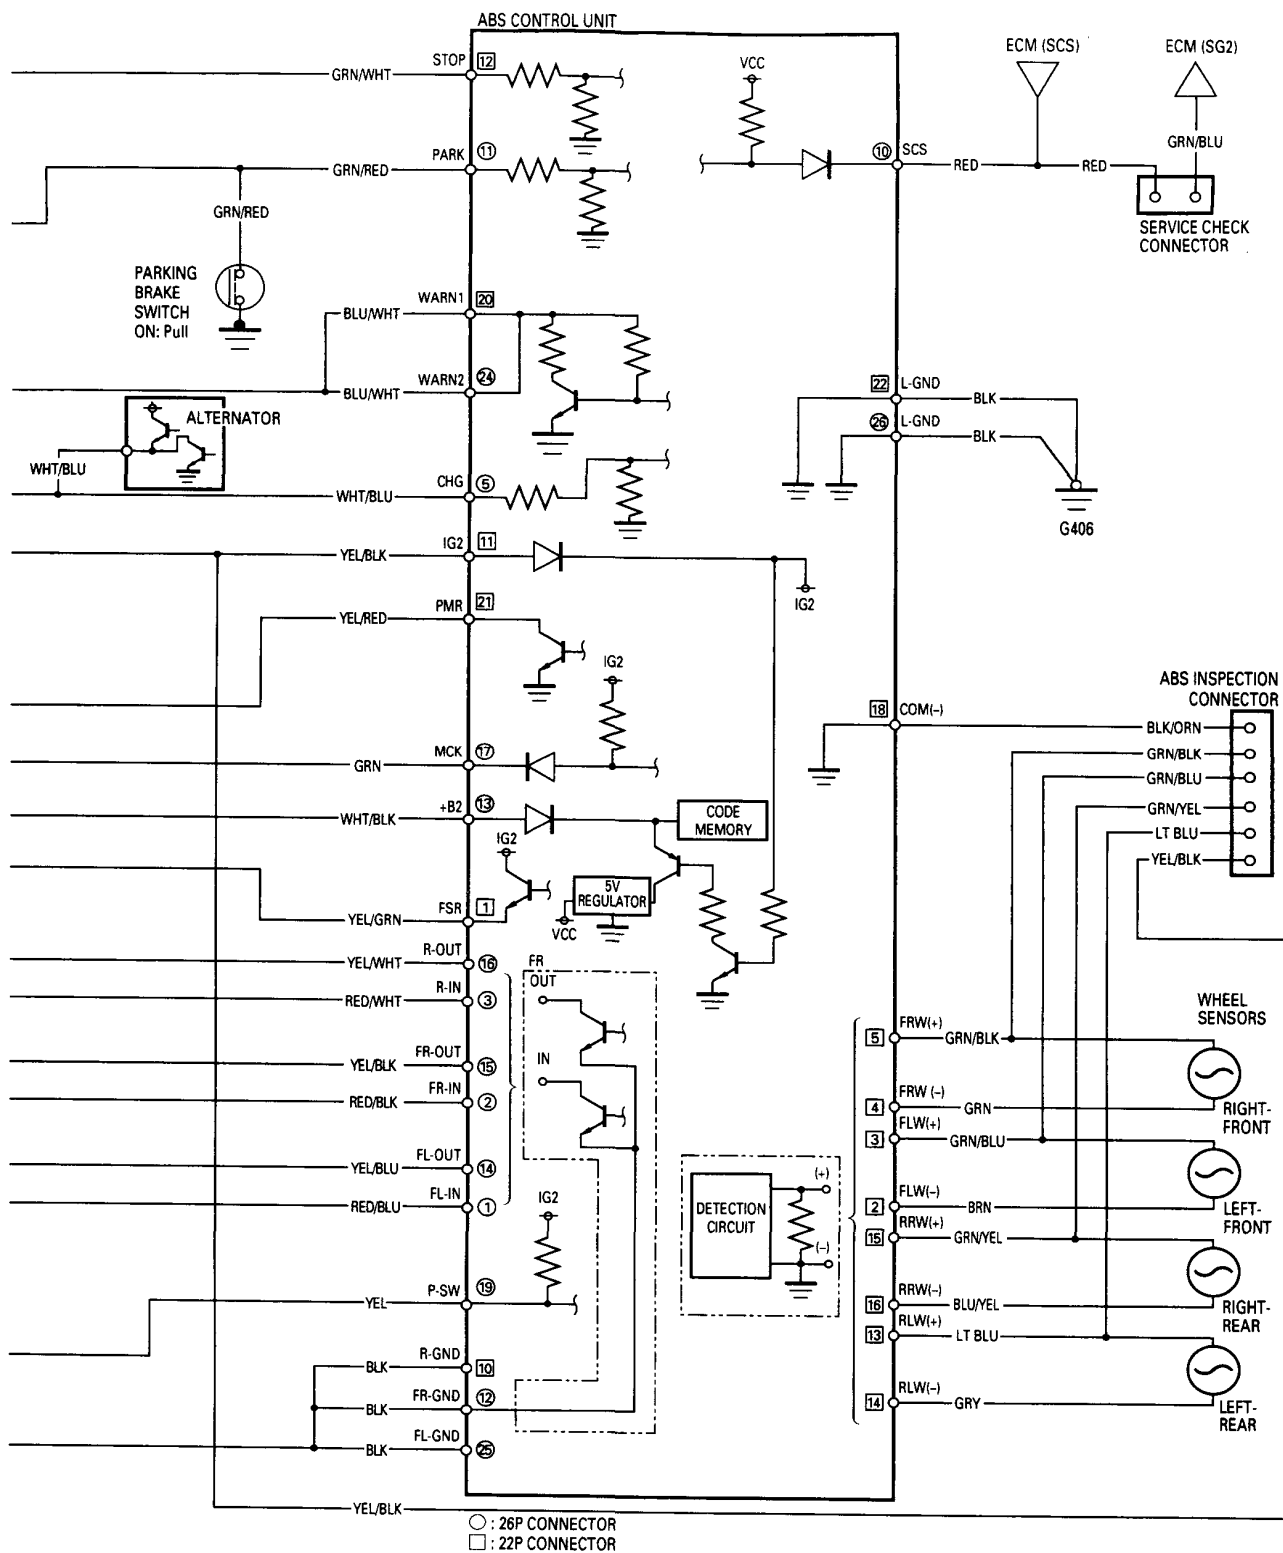 ABS CONTROL UNIT
STOP
12
GRN/WHT
VCC
ECM (SCS)
ECM (SG2)
GRN/BLU
PARK
11
GRN/RED
10
SCS
RED
RED
GRN/RED
SERVICE CHECK
CONNECTOR
PARKING
BRAKE
SWITCH
ON: Pull
WARN1
20
BLU/WHT
WARN2
24
BLU/WHT
22
L-GND
BLK
26
L-GND
BLK
G406
ALTERNATOR
WHT/BLU
CHG
5
WHT/BLU
IG2
11
YEL/BLK
IG2
PMR
21
YEL/RED
IG2
ABS INSPECTION
CONNECTOR
18
COM(-)
BLK/ORN
GRN/BLK
GRN/BLU
GRN/YEL
LT BLU
YEL/BLK
MCK
17
GRN
+B2
13
WHT/BLK
CODE
MEMORY
IG2
5V
REGULATOR
VCC
FSR
1
YEL/GRN
R-OUT
16
YEL/WHT
R-IN
3
RED/WHT
FR
OUT
IN
FR-OUT
15
YEL/BLK
FR-IN
2
RED/BLK
FL-OUT
14
YEL/BLU
FL-IN
1
RED/BLU
IG2
WHEEL
SENSORS
5
FRW(+)
GRN/BLK
4
FRW (-)
GRN
RIGHT-
FRONT
3
FLW(+)
GRN/BLU
2
FLW(-)
BRN
LEFT-
FRONT
DETECTION
CIRCUIT
(+)
(-)
15
RRW(+)
GRN/YEL
16
RRW(-)
BLU/YEL
RIGHT-
REAR
13
RLW(+)
LT BLU
14
RLW(-)
GRY
LEFT-
REAR
P-SW
19
YEL
R-GND
10
BLK
FR-GND
12
BLK
FL-GND
25
BLK
YEL/BLK
: 26P CONNECTOR
: 22P CONNECTOR